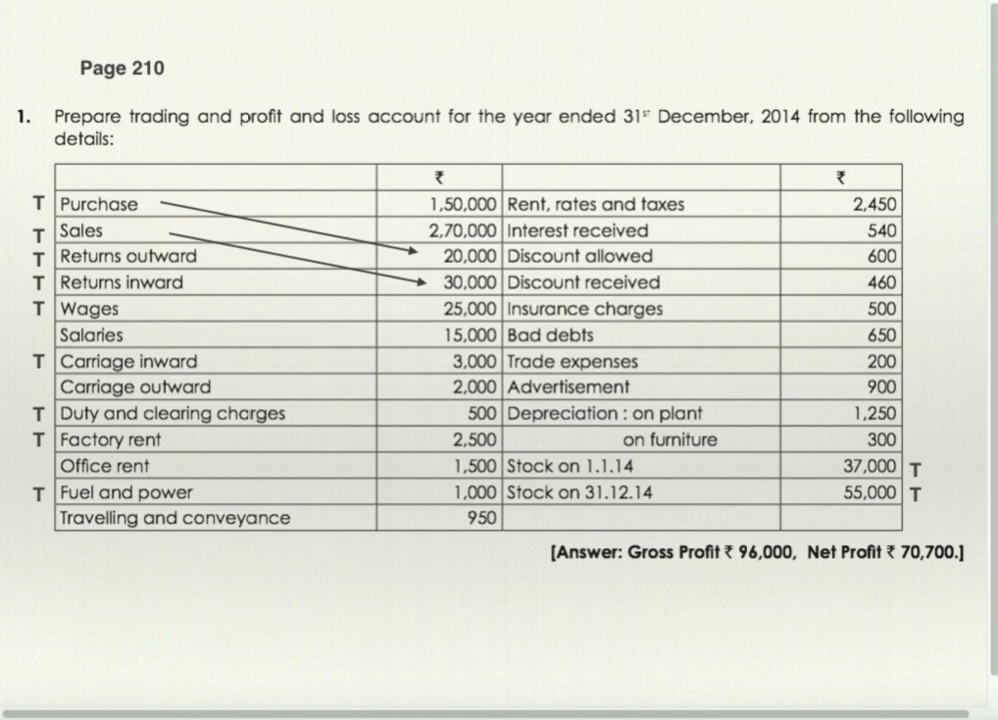 Page 210
1. Prepare trading and profit and loss account for the year ended 31st December, 2014 from the following
details:
₹ ₹
T Purchase 1,50,000 Rent, rates and taxes 2,450
T Sales 2,70,000 Interest received 540
T Returns outward 20,000 Discount allowed 600
T Returns inward 30,000 Discount received 460
T Wages 25,000 Insurance charges 500
Salaries 15,000 Bad debts 650
T Carriage inward 3,000 Trade expenses 200
Carriage outward 2,000 Advertisement 900
T Duty and clearing charges 500 Depreciation : on plant 1,250
T Factory rent 2,500 on furniture 300
Office rent 1,500 Stock on 1.1.14 37,000 T
T Fuel and power 1,000 Stock on 31.12.14 55,000 T
Travelling and conveyance 950
[Answer: Gross Profit ₹ 96,000, Net Profit ₹ 70,700.]